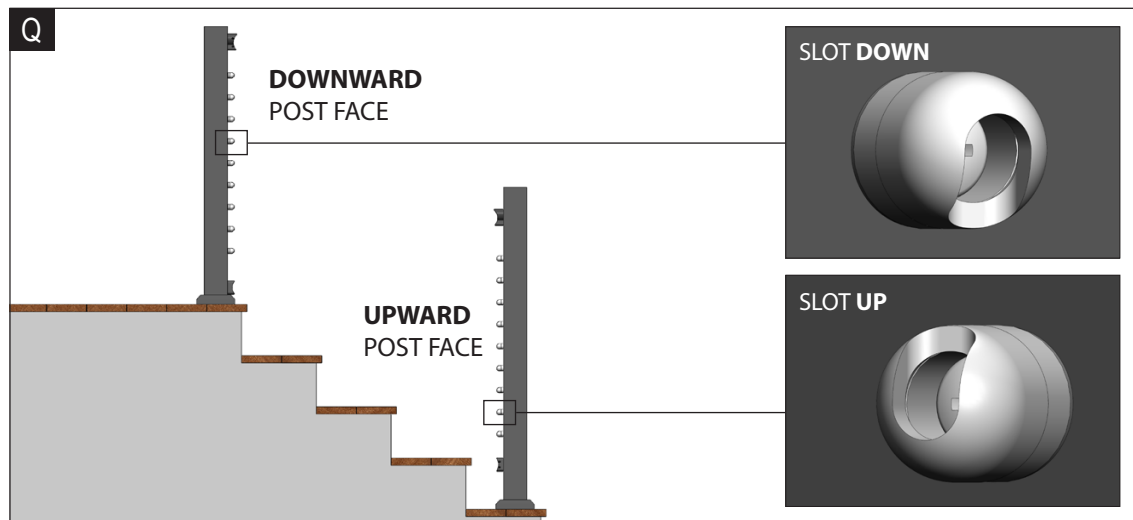 Q
DOWNWARD
POST FACE
SLOT DOWN
UPWARD
POST FACE
SLOT UP